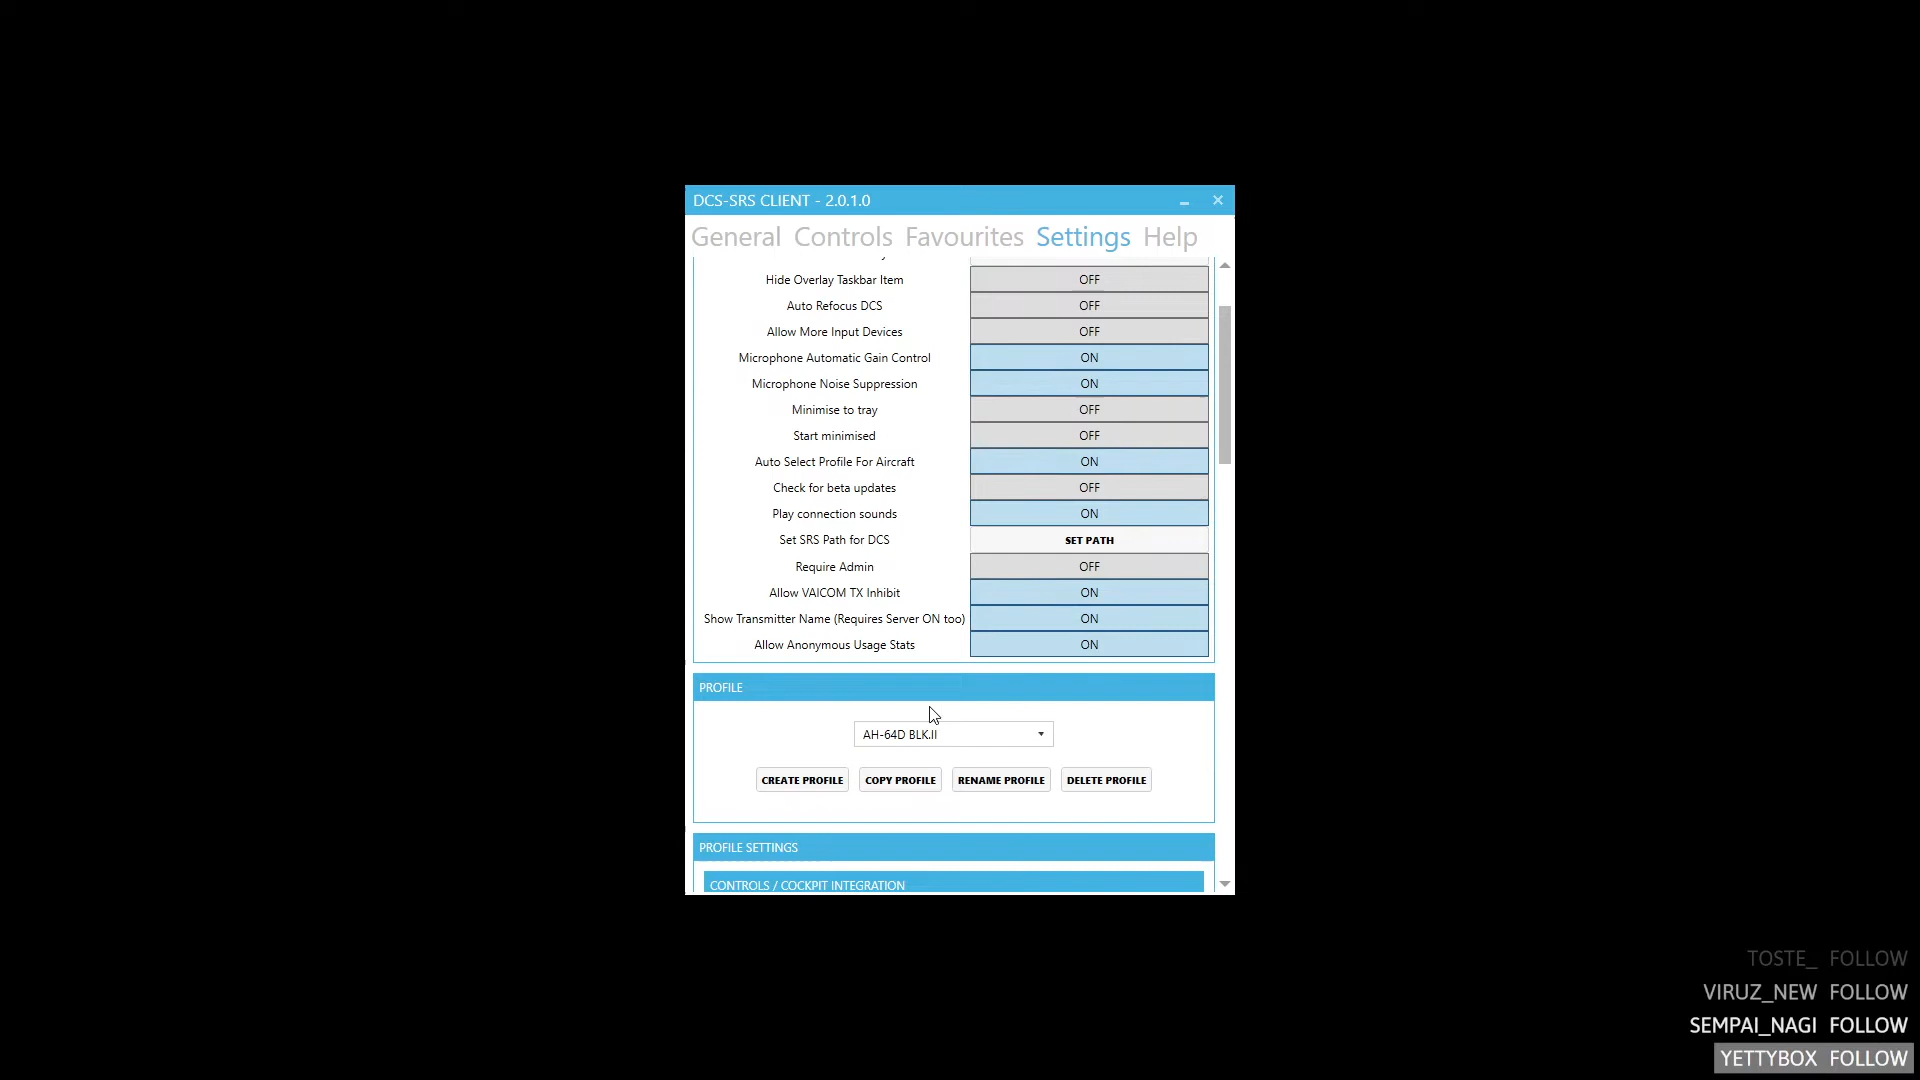 DCS-SRS CLIENT - 2.0.1.0
General Controls Favourites Settings Help
Hide Overlay Taskbar Item OFF
Auto Refocus DCS OFF
Allow More Input Devices OFF
Microphone Automatic Gain Control ON
Microphone Noise Suppression ON
Minimise to tray OFF
Start minimised OFF
Auto Select Profile For Aircraft ON
Check for beta updates OFF
Play connection sounds ON
Set SRS Path for DCS SET PATH
Require Admin OFF
Allow VAICOM TX Inhibit ON
Show Transmitter Name (Requires Server ON too) ON
Allow Anonymous Usage Stats ON
PROFILE
AH-64D BLK.II
CREATE PROFILE COPY PROFILE RENAME PROFILE DELETE PROFILE
PROFILE SETTINGS
CONTROLS / COCKPIT INTEGRATION
TOSTE_ FOLLOW
VIRUZ_NEW FOLLOW
SEMPAI_NAGI FOLLOW
YETTYBOX FOLLOW